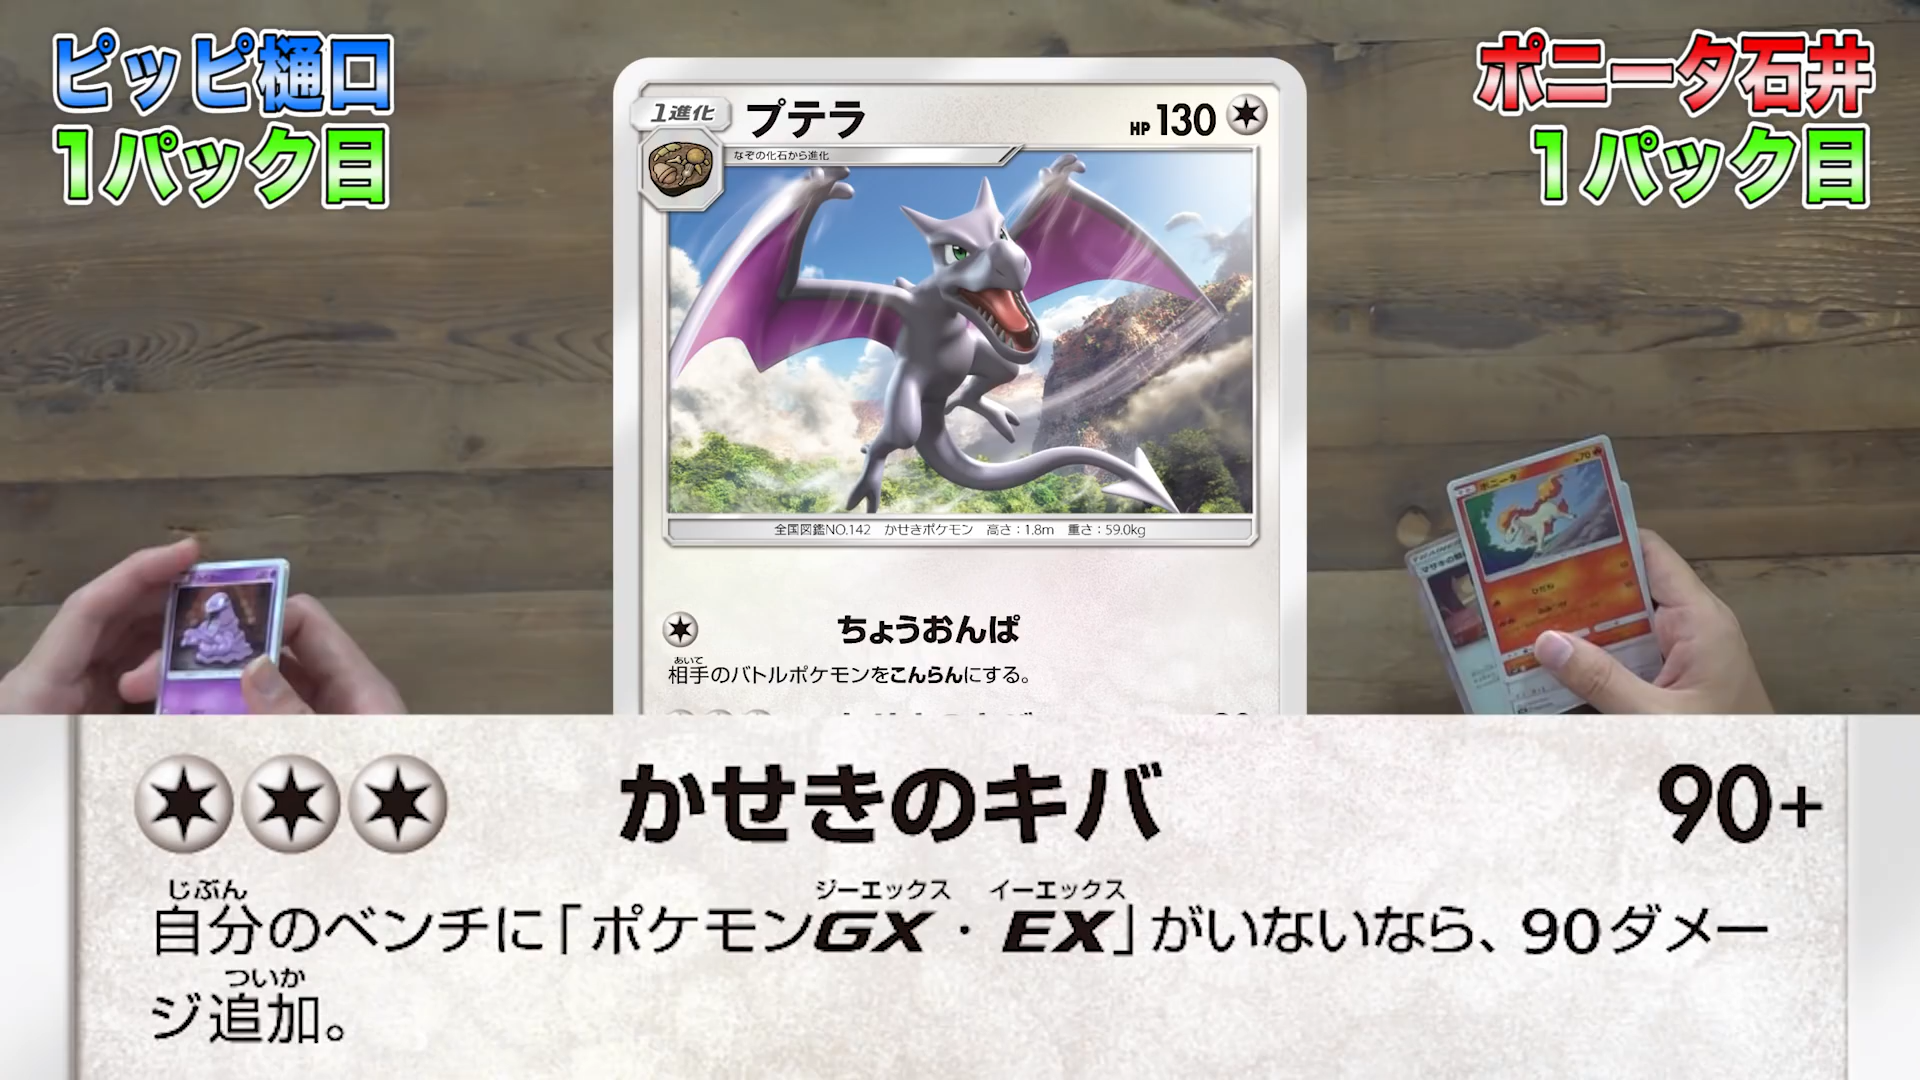 ピッピ樋口
1パック目
ポニータ石井
1パック目
1進化
プテラ
HP 130
なぞの化石から進化
全国図鑑NO.142 かせきポケモン 高さ:1.8m 重さ:59.0kg
ちょうおんぱ
あいて
相手のバトルポケモンをこんらんにする。
ポニータ
70
かせきのキバ
90+
じぶん ジーエックス イーエックス
自分のベンチに「ポケモンGX・EX」がいないなら、90ダメー
ついか
ジ追加。